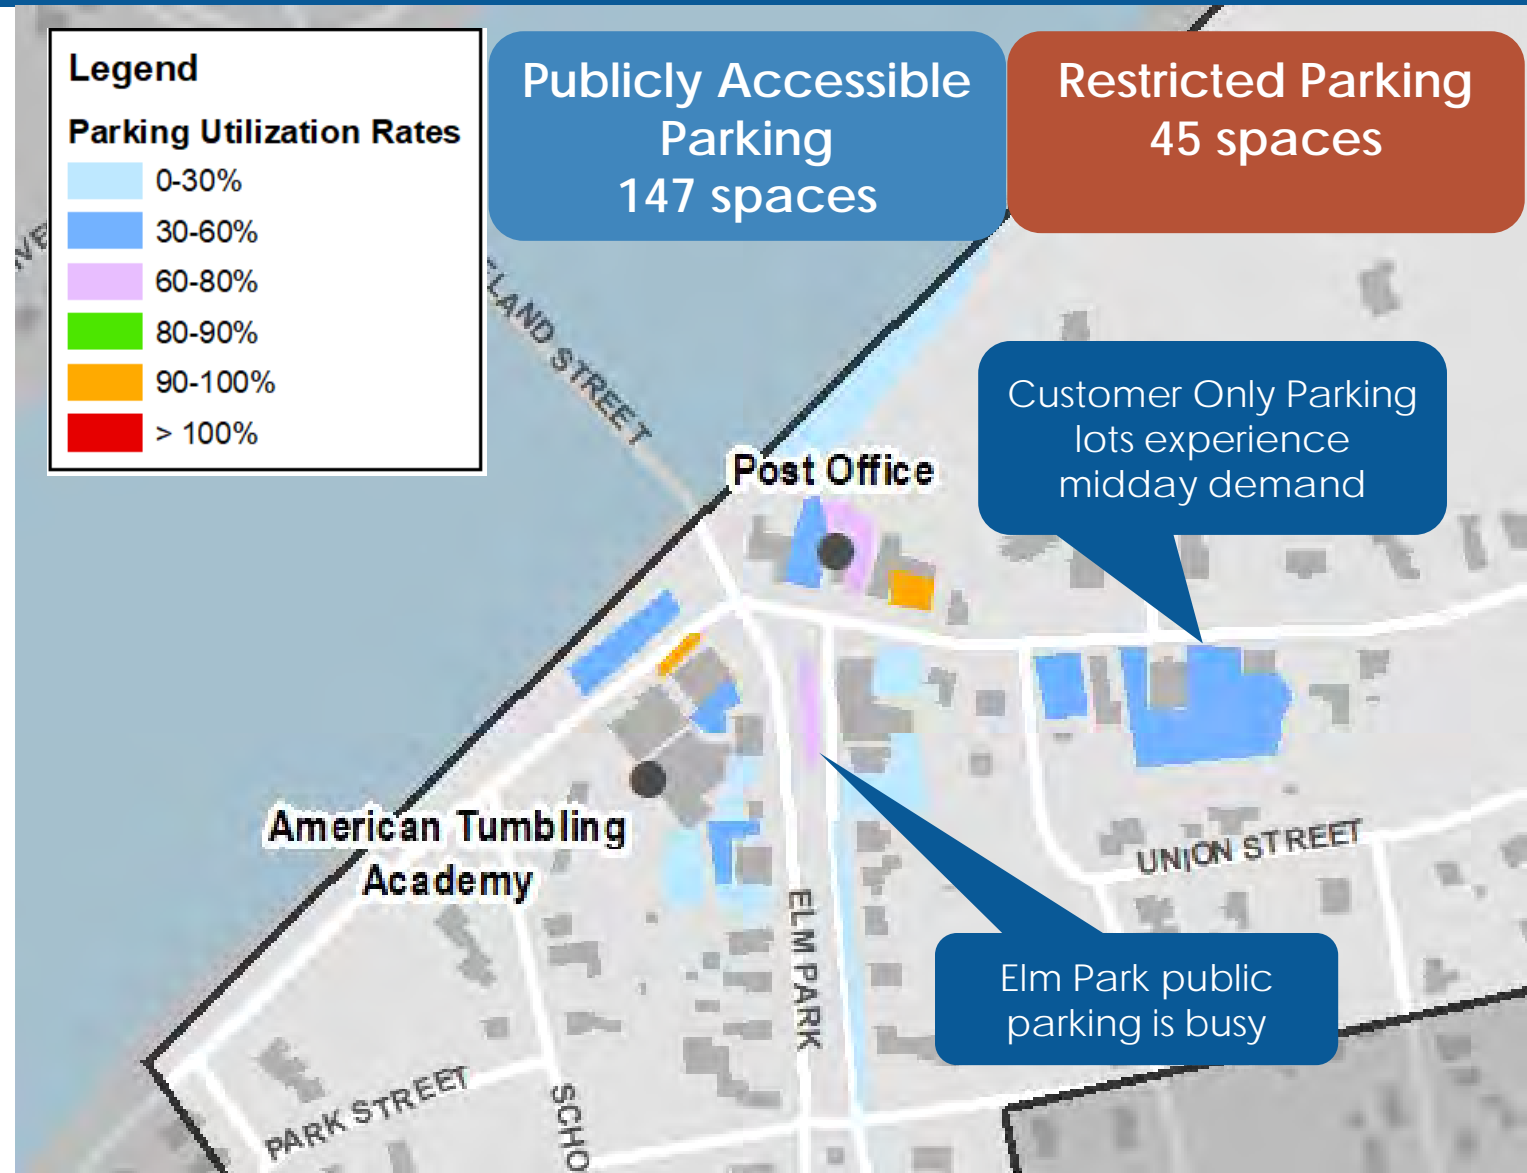 Legend
Parking Utilization Rates
0-30%
30-60%
60-80%
80-90%
90-100%
> 100%
Publicly Accessible
Parking
147 spaces
Restricted Parking
45 spaces
ELAND STREET
Customer Only Parking
lots experience
midday demand
Post Office
American Tumbling
Academy
UNION STREET
ELM PARK
Elm Park public
parking is busy
PARK STREET
SCHO